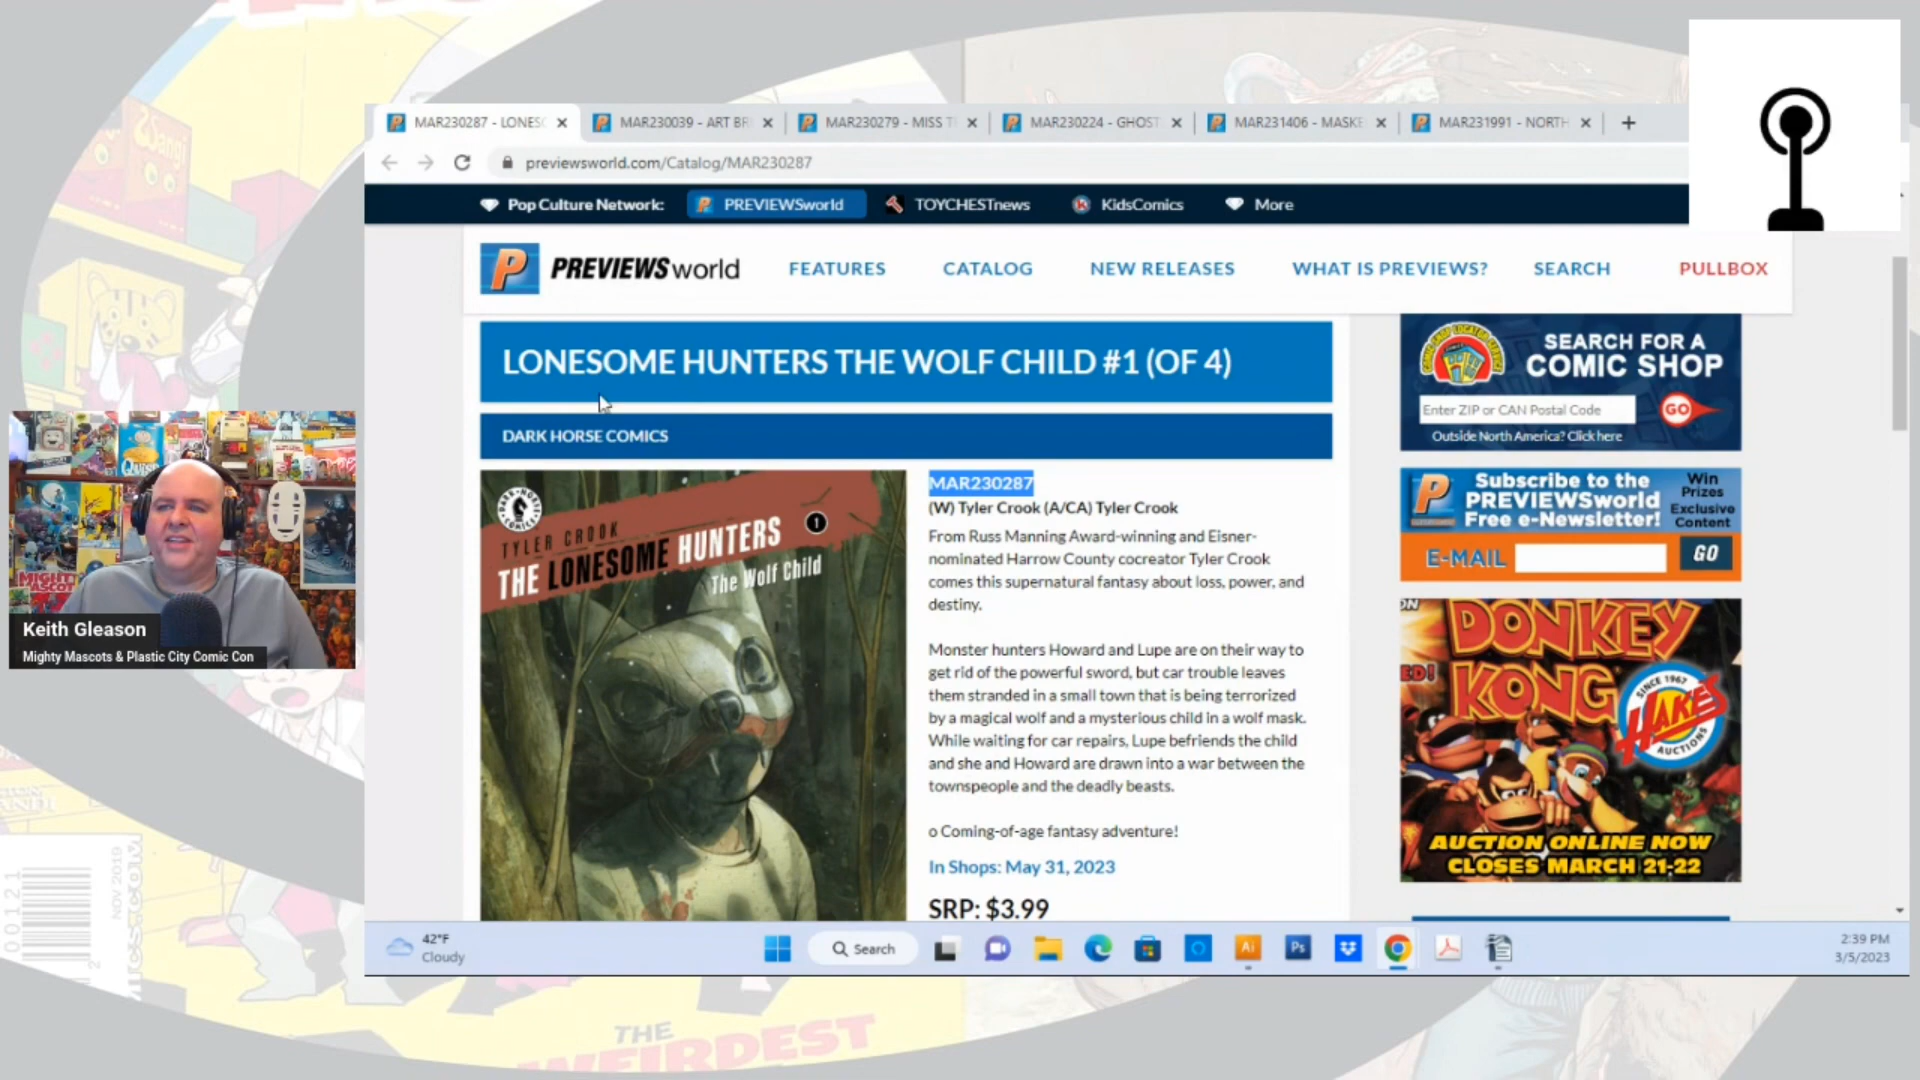 MAR230287 - LONESC
MAR230039 - ART BR
MAR230279 - MISS T
MAR230224 - GHOST
MAR231406 - MASKE
MAR231991 - NORTH
previewsworld.com/Catalog/MAR230287
Pop Culture Network:
PREVIEWSworld
TOYCHESTnews
KidsComics
More
PREVIEWSworld
FEATURES
CATALOG
NEW RELEASES
WHAT IS PREVIEWS?
SEARCH
PULLBOX
LONESOME HUNTERS THE WOLF CHILD #1 (OF 4)
DARK HORSE COMICS
TYLER CROOK
THE LONESOME HUNTERS
The Wolf Child
1
MAR230287
(W) Tyler Crook (A/CA) Tyler Crook
From Russ Manning Award-winning and Eisner-
nominated Harrow County cocreator Tyler Crook
comes this supernatural fantasy about loss, power, and
destiny.
Monster hunters Howard and Lupe are on their way to
get rid of the powerful sword, but car trouble leaves
them stranded in a small town that is being terrorized
by a magical wolf and a mysterious child in a wolf mask.
While waiting for car repairs, Lupe befriends the child
and she and Howard are drawn into a war between the
townspeople and the deadly beasts.
o Coming-of-age fantasy adventure!
In Shops: May 31, 2023
SRP: $3.99
SEARCH FOR A
COMIC SHOP
Enter ZIP or CAN Postal Code
GO
Outside North America? Click here
Subscribe to the
PREVIEWSworld
Free e-Newsletter!
Win
Prizes
Exclusive
Content
E-MAIL
GO
DONKEY
KONG
SINCE 1967
HAKE'S
AUCTIONS
AUCTION ONLINE NOW
CLOSES MARCH 21-22
Keith Gleason
Mighty Mascots & Plastic City Comic Con
MIGHTY
MASCOT
42°F
Cloudy
Search
Ai
Ps
2:39 PM
3/5/2023
00121
NOV 2019
THE
WEIRDEST